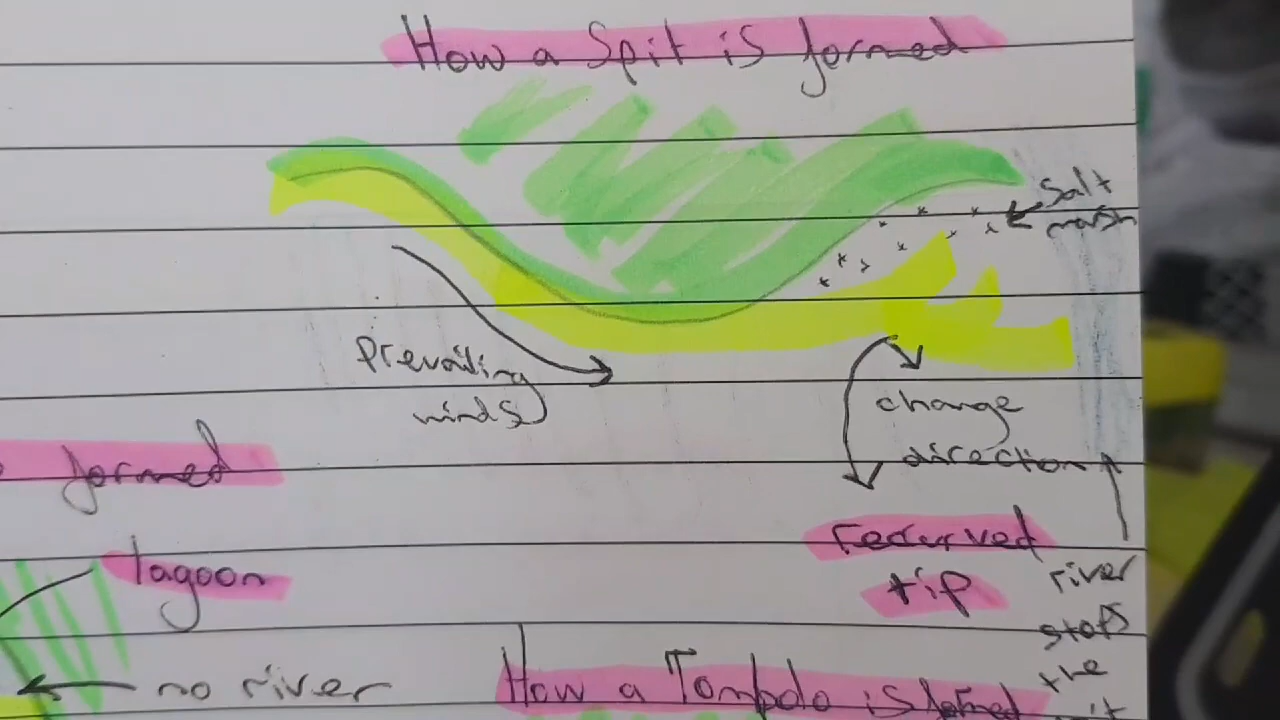 How a Spit is formed
Salt
marsh
Prevailing
winds
change
direction
formed
recurved
tip
lagoon
river
stops
the
no river
How a Tombolo is formed